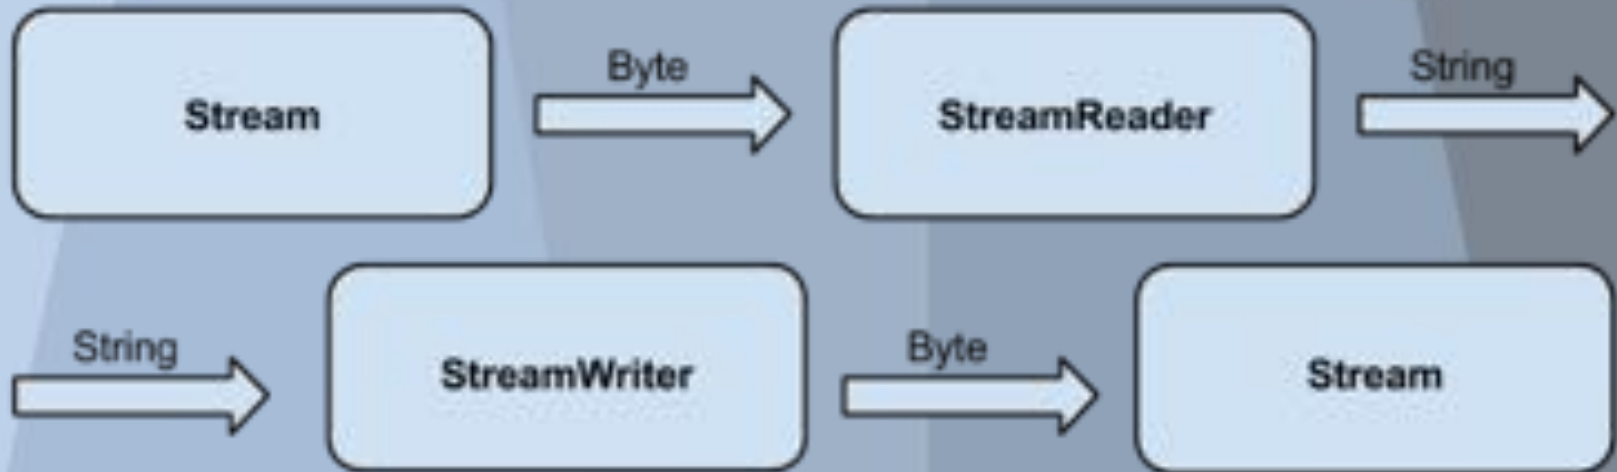 Byte
String
Stream
StreamReader
String
Byte
StreamWriter
Stream